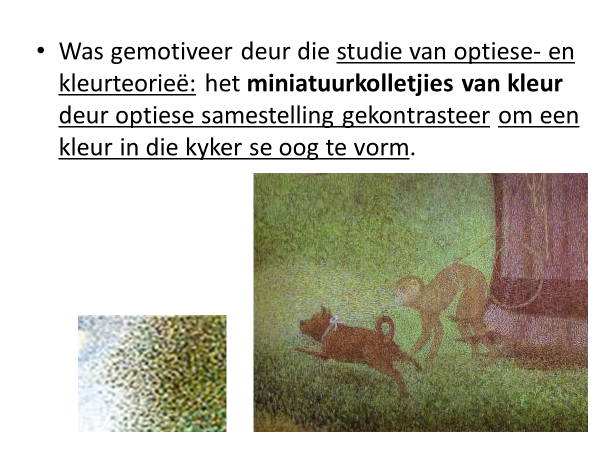 • Was gemotiveer deur die studie van optiese- en
kleurteorieë: het miniatuurkolletjies van kleur
deur optiese samestelling gekontrasteer om een
kleur in die kyker se oog te vorm.